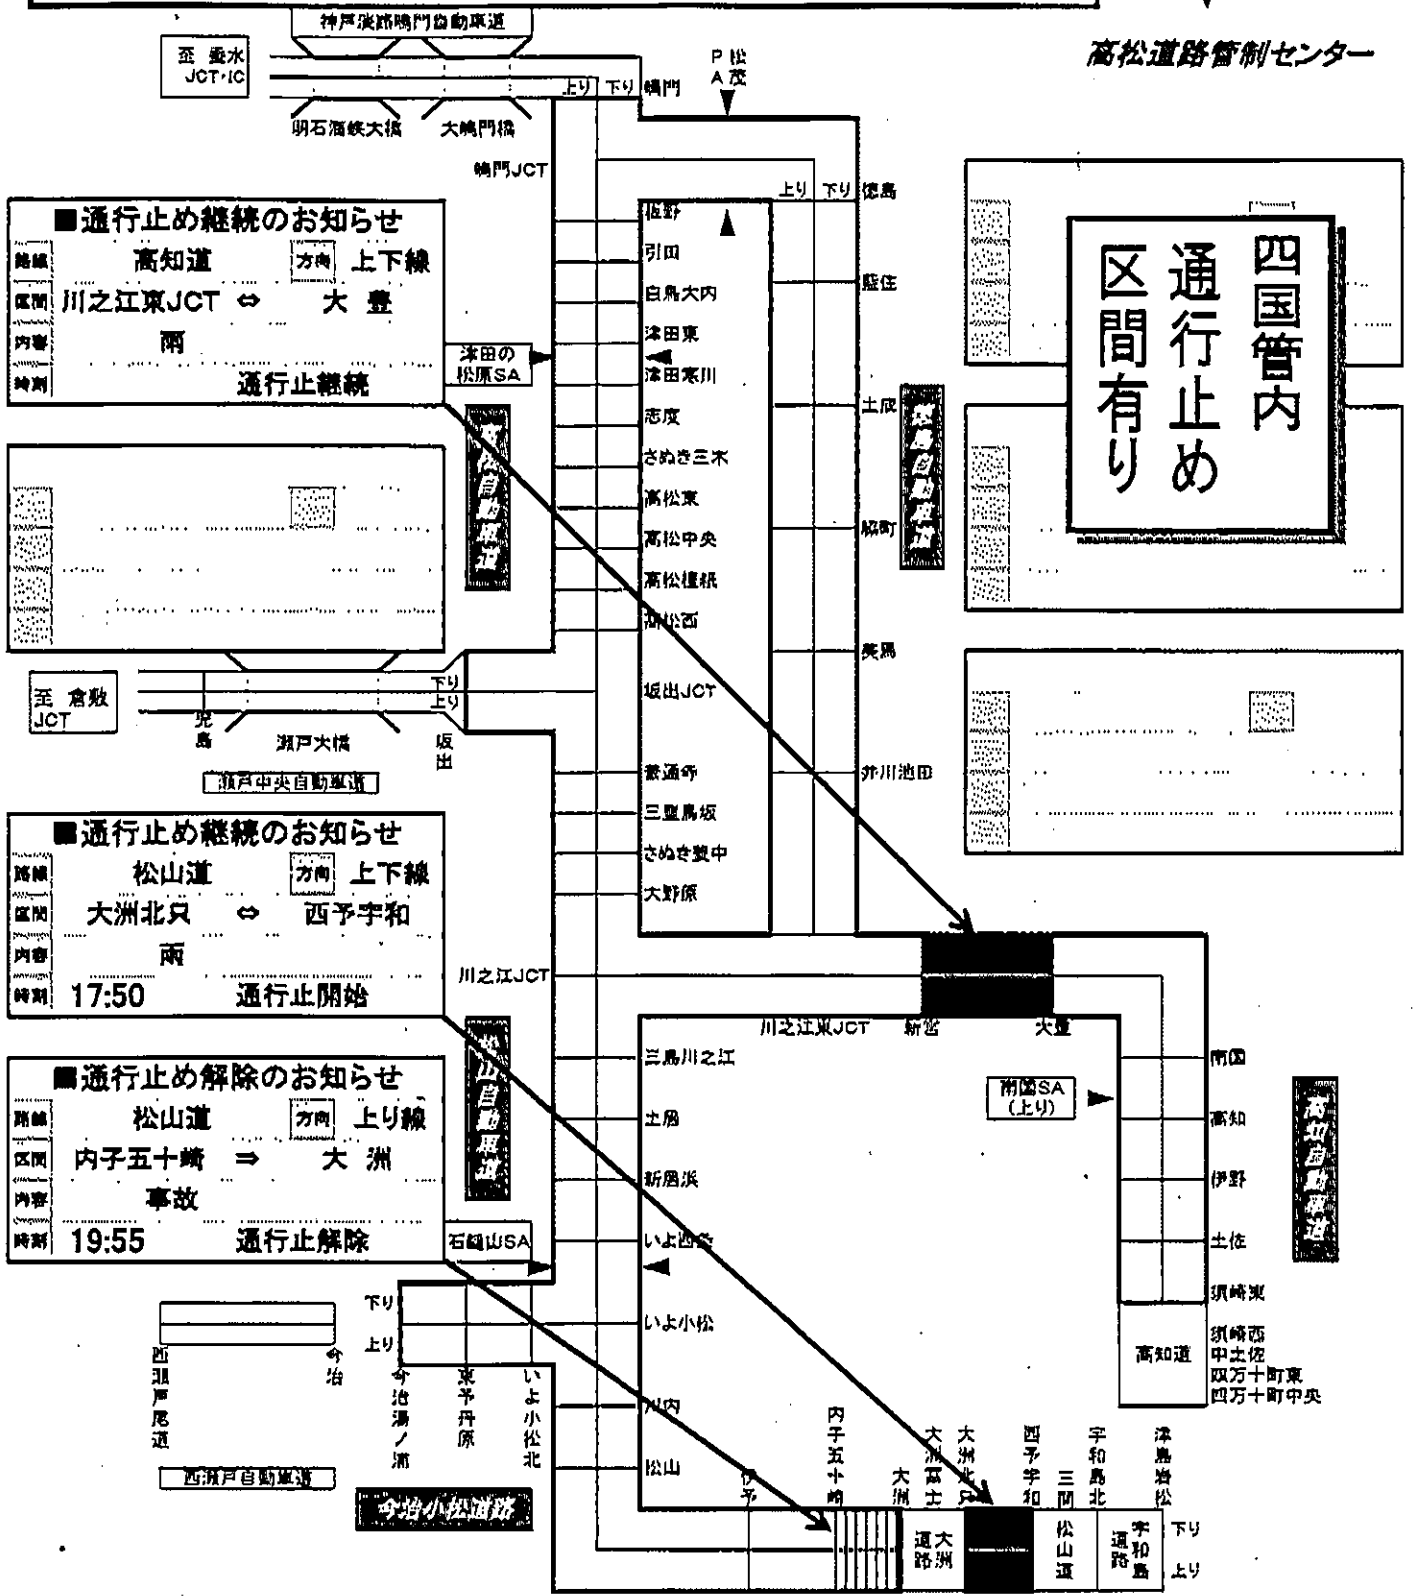 神戸淡路鳴門自動車道
高松道路管制センター
至 垂水
JCT・IC
上り 下り
鳴門
P 松
A 茂
明石海峡大橋
大鳴門橋
鳴門JCT
上り 下り
徳島
■通行止め継続のお知らせ
路線 高知道 方向 上下線
区間 川之江東JCT ⇔ 大 豊
内容 雨
時刻 通行止継続
四国管内
通行止め
区間有り
板野
引田
白鳥大内
津田東
津田の
松原SA
津田寒川
志度
さぬき三木
高松東
高松中央
高松檀紙
高松西
坂出JCT
善通寺
三豊鳥坂
さぬき豊中
大野原
藍住
土成
脇町
美馬
井川池田
至 倉敷
JCT
下り
上り
児島
瀬戸大橋
坂出
瀬戸中央自動車道
■通行止め継続のお知らせ
路線 松山道 方向 上下線
区間 大洲北只 ⇔ 西予宇和
内容 雨
時刻 17:50 通行止開始
川之江JCT
川之江東JCT
新宮
大豊
■通行止め解除のお知らせ
路線 松山道 方向 上り線
区間 内子五十崎 ⇒ 大 洲
内容 事故
時刻 19:55 通行止解除
松山自動車道
三島川之江
土居
新居浜
いよ西条
石鎚山SA
いよ小松
川内
松山
南国SA
(上り)
南国
高知
伊野
土佐
須崎東
高知自動車道
高知道
須崎西
中土佐
四万十町東
四万十町中央
下り
上り
西瀬戸尾道
今治
今治湯ノ浦
東予丹原
いよ小松北
西瀬戸自動車道
今治小松道路
伊予
内子五十崎
大洲
大洲富士
大洲北只
西予宇和
三間
宇和島北
津島岩松
大洲
道路
松山道
宇和島
道路
下り
上り